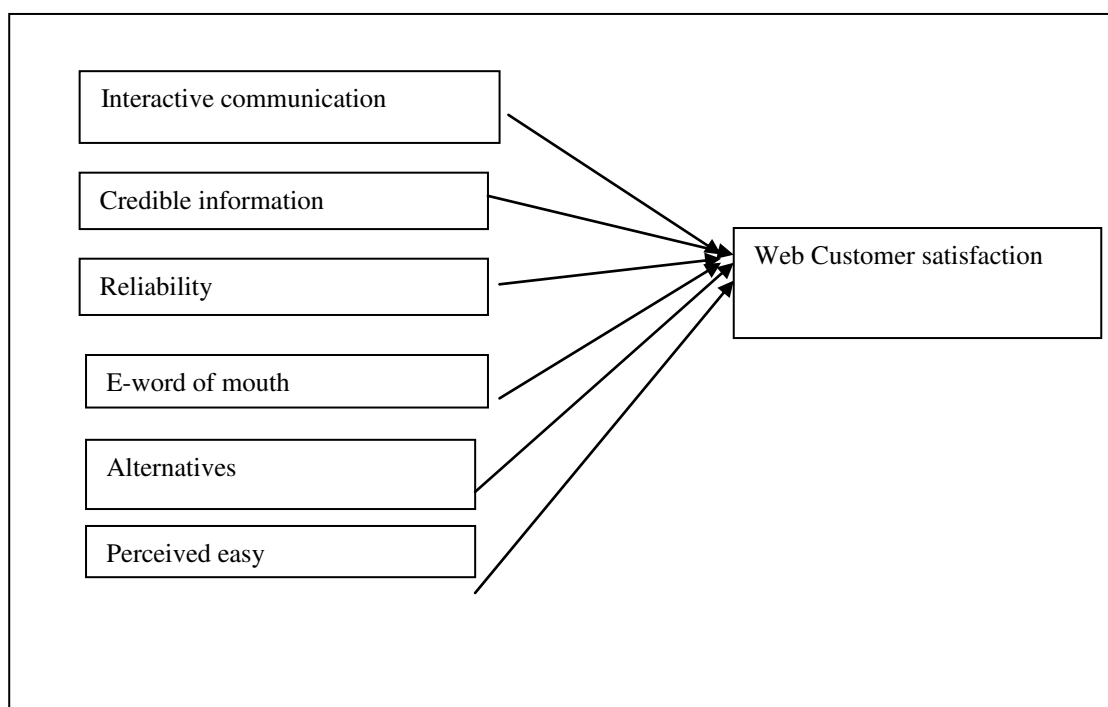 Interactive communication
Credible information
Reliability
E-word of mouth
Alternatives
Perceived easy
Web Customer satisfaction